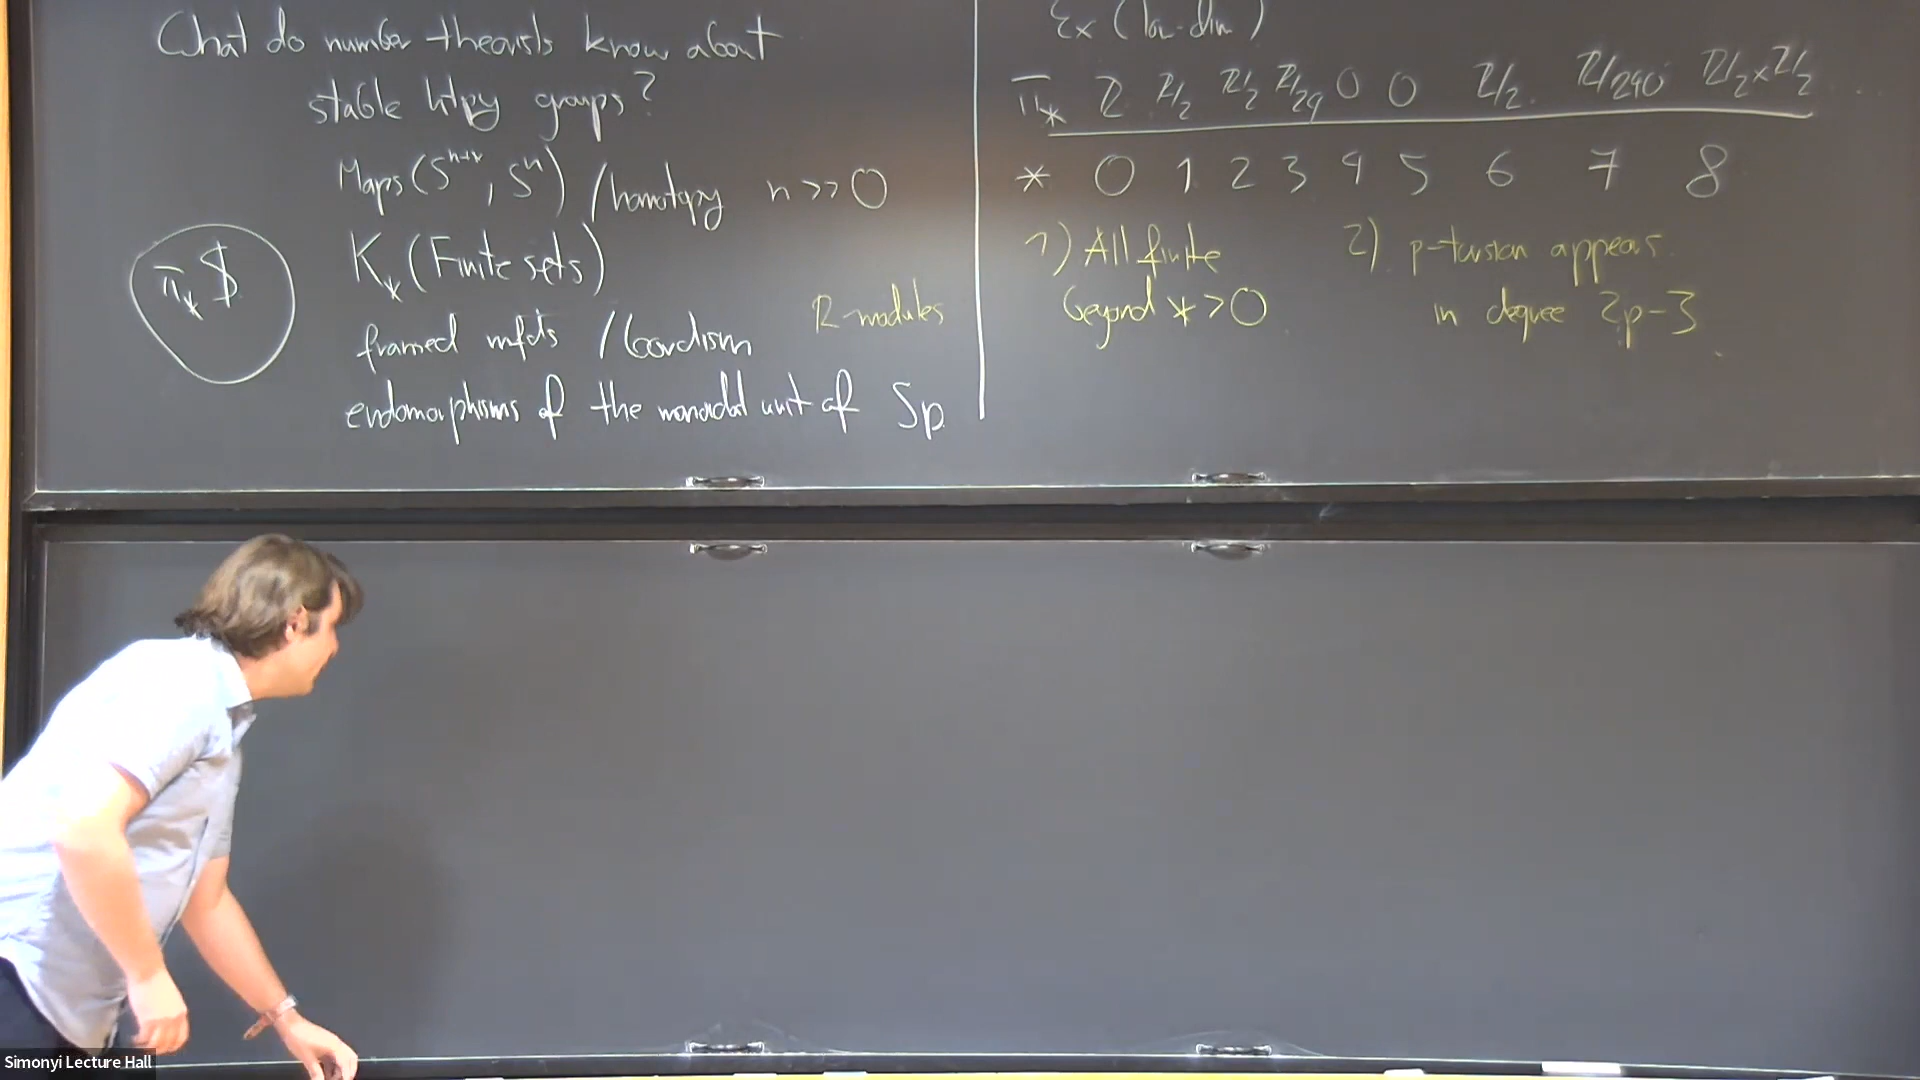 What do number theorists know about
stable htpy groups?
Maps(S^{n+*}, S^n) / homotopy n >> 0
π_* $
K_*(Finite sets)
framed mfds / bordism
R-modules
endomorphisms of the monoidal unit of Sp
Ex (low-dim)
π_* Z Z/2 Z/2 Z/24 0 0 Z/2 Z/240 Z/2 × Z/2 ...
* 0 1 2 3 4 5 6 7 8
1) All finite
beyond * > 0
2) p-torsion appears
in degree 2p-3
Simonyi Lecture Hall